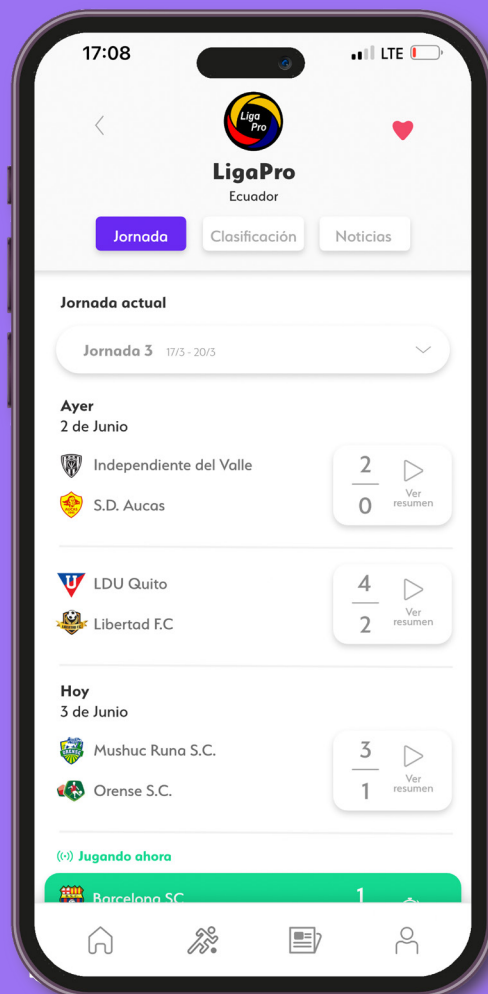 17:08
LTE
Liga
Pro
LigaPro
Ecuador
Jornada
Clasificación
Noticias
Jornada actual
Jornada 3 17/3 - 20/3
Ayer
2 de Junio
Independiente del Valle
2
S.D. Aucas
0
Ver
resumen
LDU Quito
4
Libertad F.C
2
Ver
resumen
Hoy
3 de Junio
Mushuc Runa S.C.
3
Orense S.C.
1
Ver
resumen
Jugando ahora
Barcelona SC
1